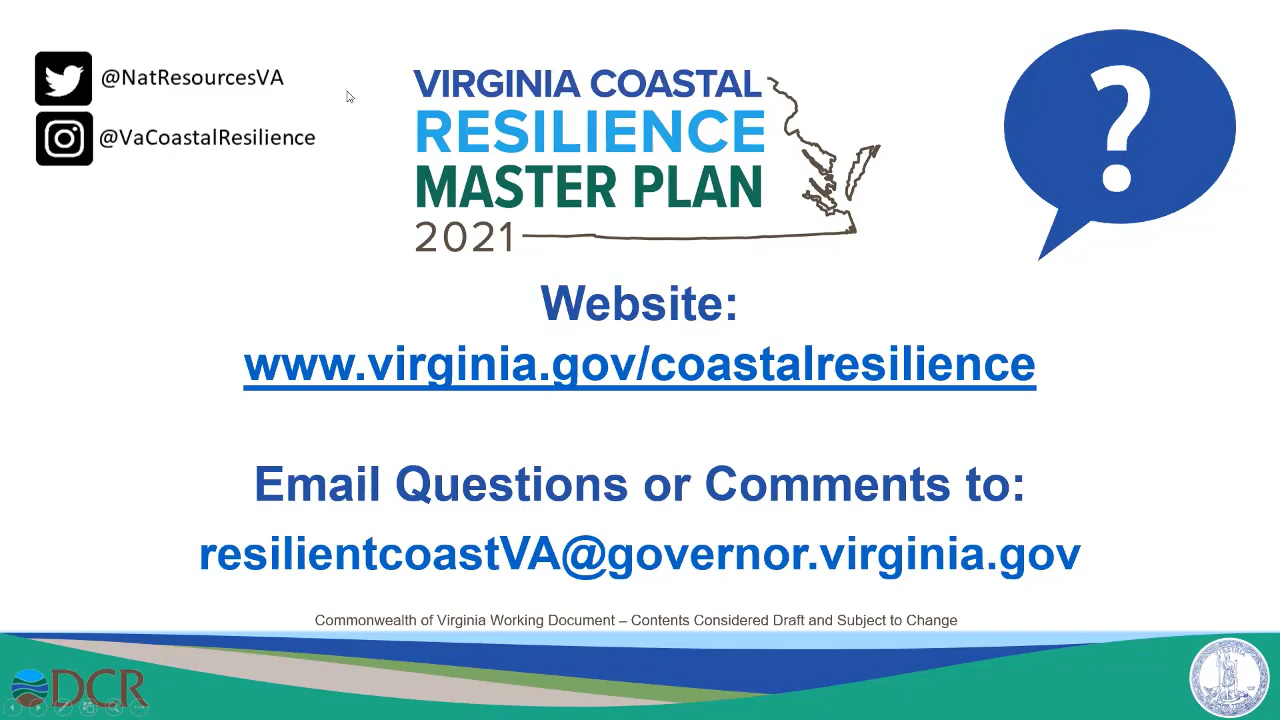 @NatResourcesVA
@VaCoastalResilience
VIRGINIA COASTAL
RESILIENCE
MASTER PLAN
2021
?
Website:
www.virginia.gov/coastalresilience
Email Questions or Comments to:
resilientcoastVA@governor.virginia.gov
Commonwealth of Virginia Working Document – Contents Considered Draft and Subject to Change
DCR